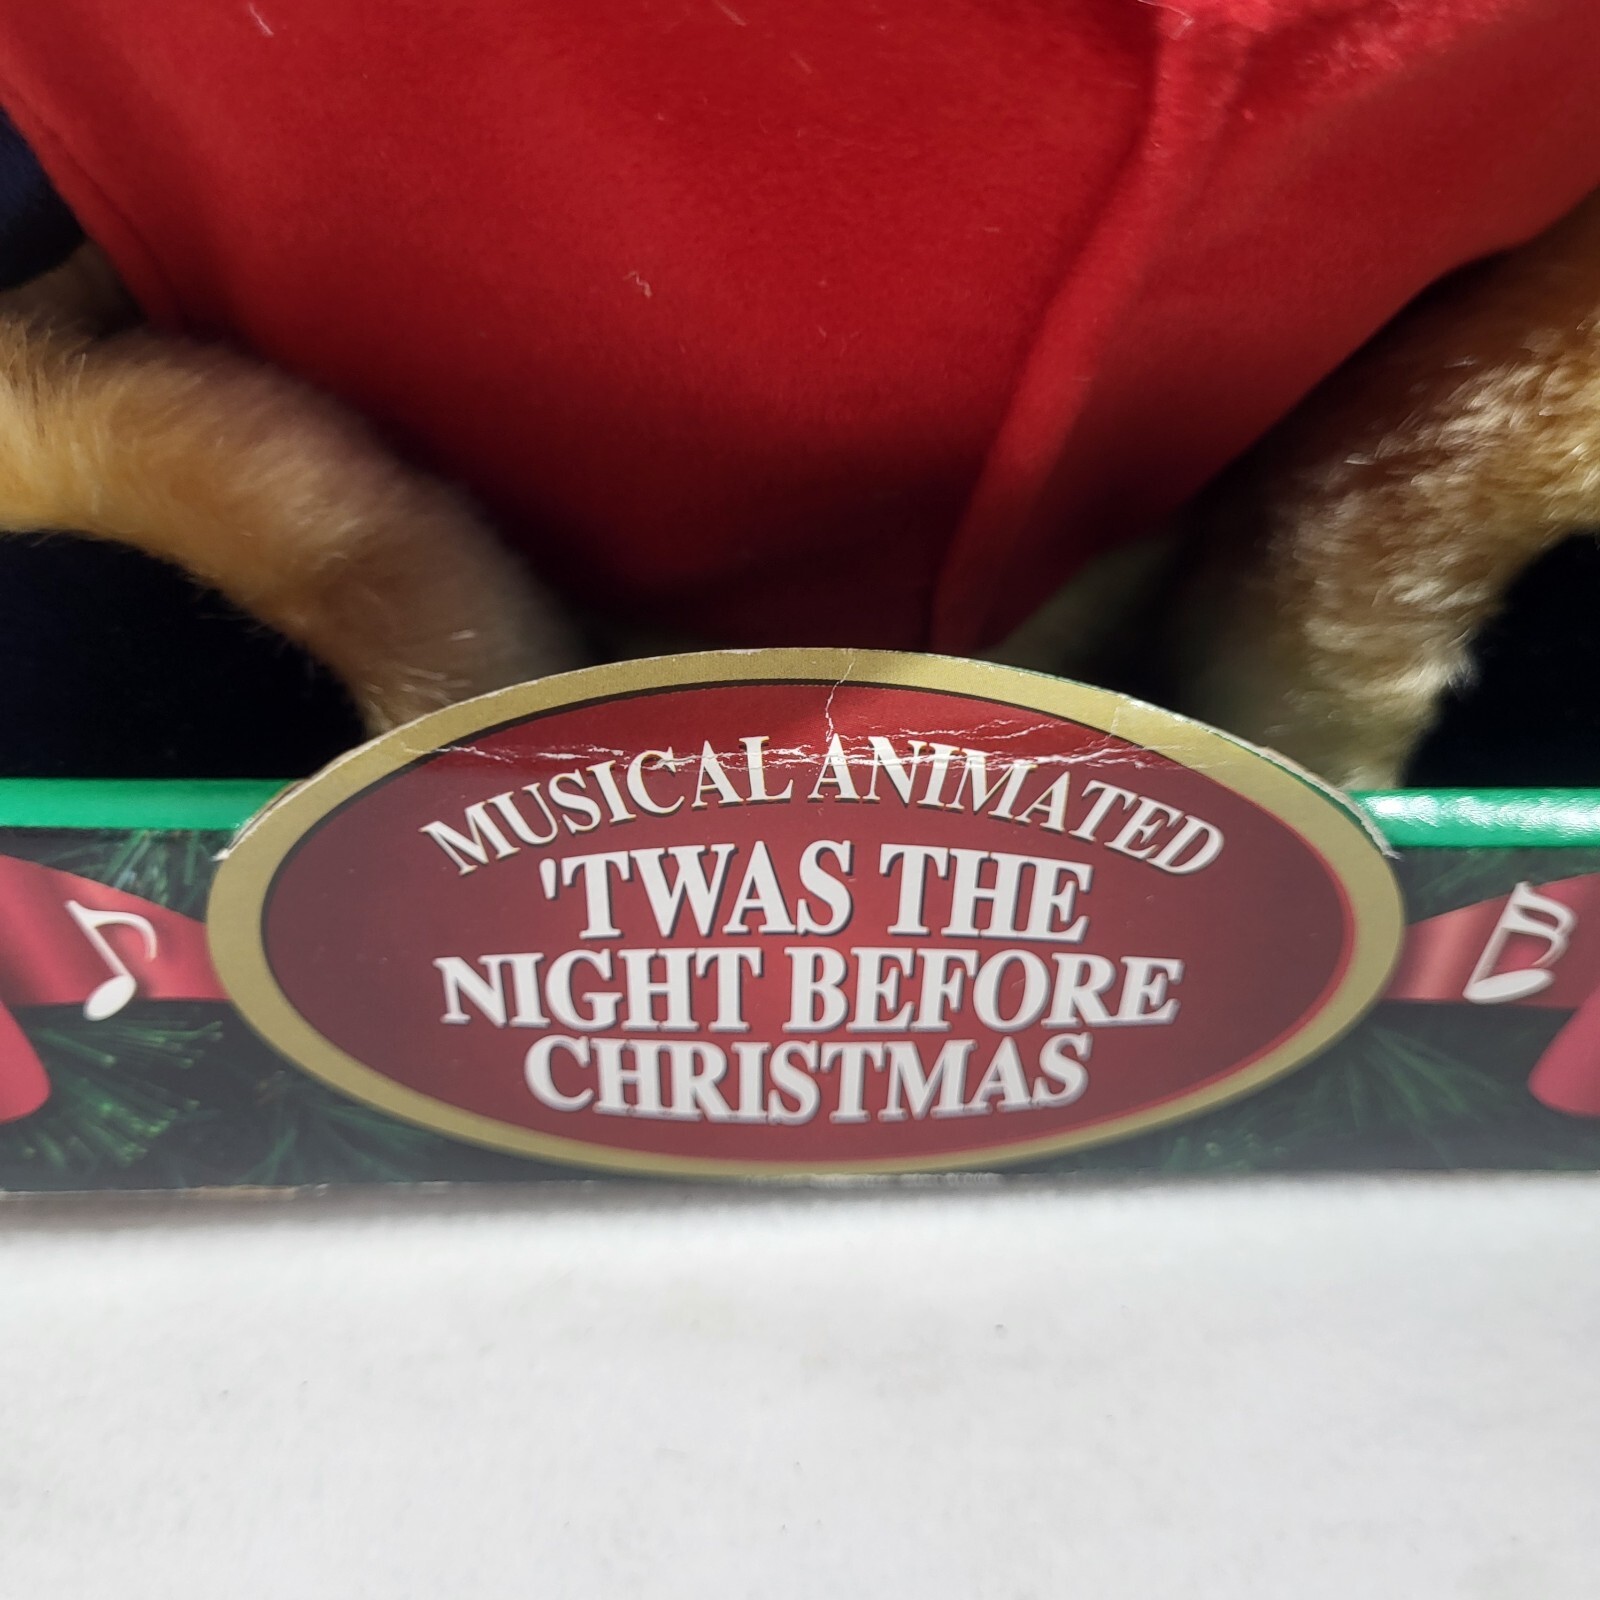 MUSICAL ANIMATED
'TWAS THE
NIGHT BEFORE
CHRISTMAS